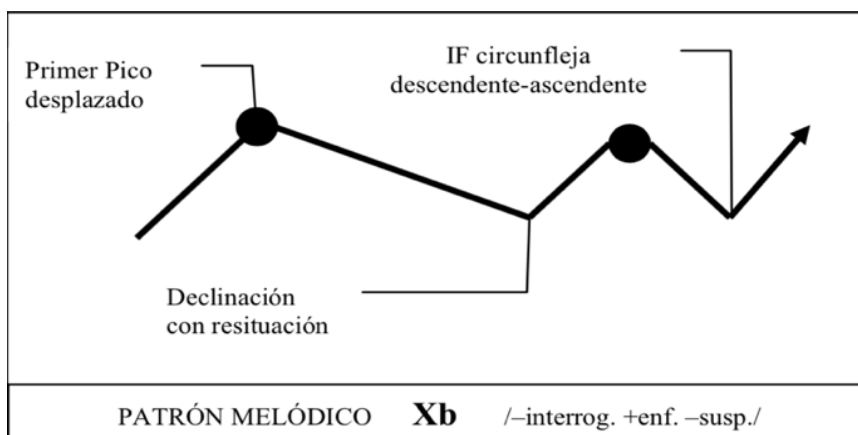 Primer Pico
desplazado
IF circunfleja
descendente-ascendente
Declinación
con resituación
PATRÓN MELÓDICO Xb /–interrog. +enf. –susp./